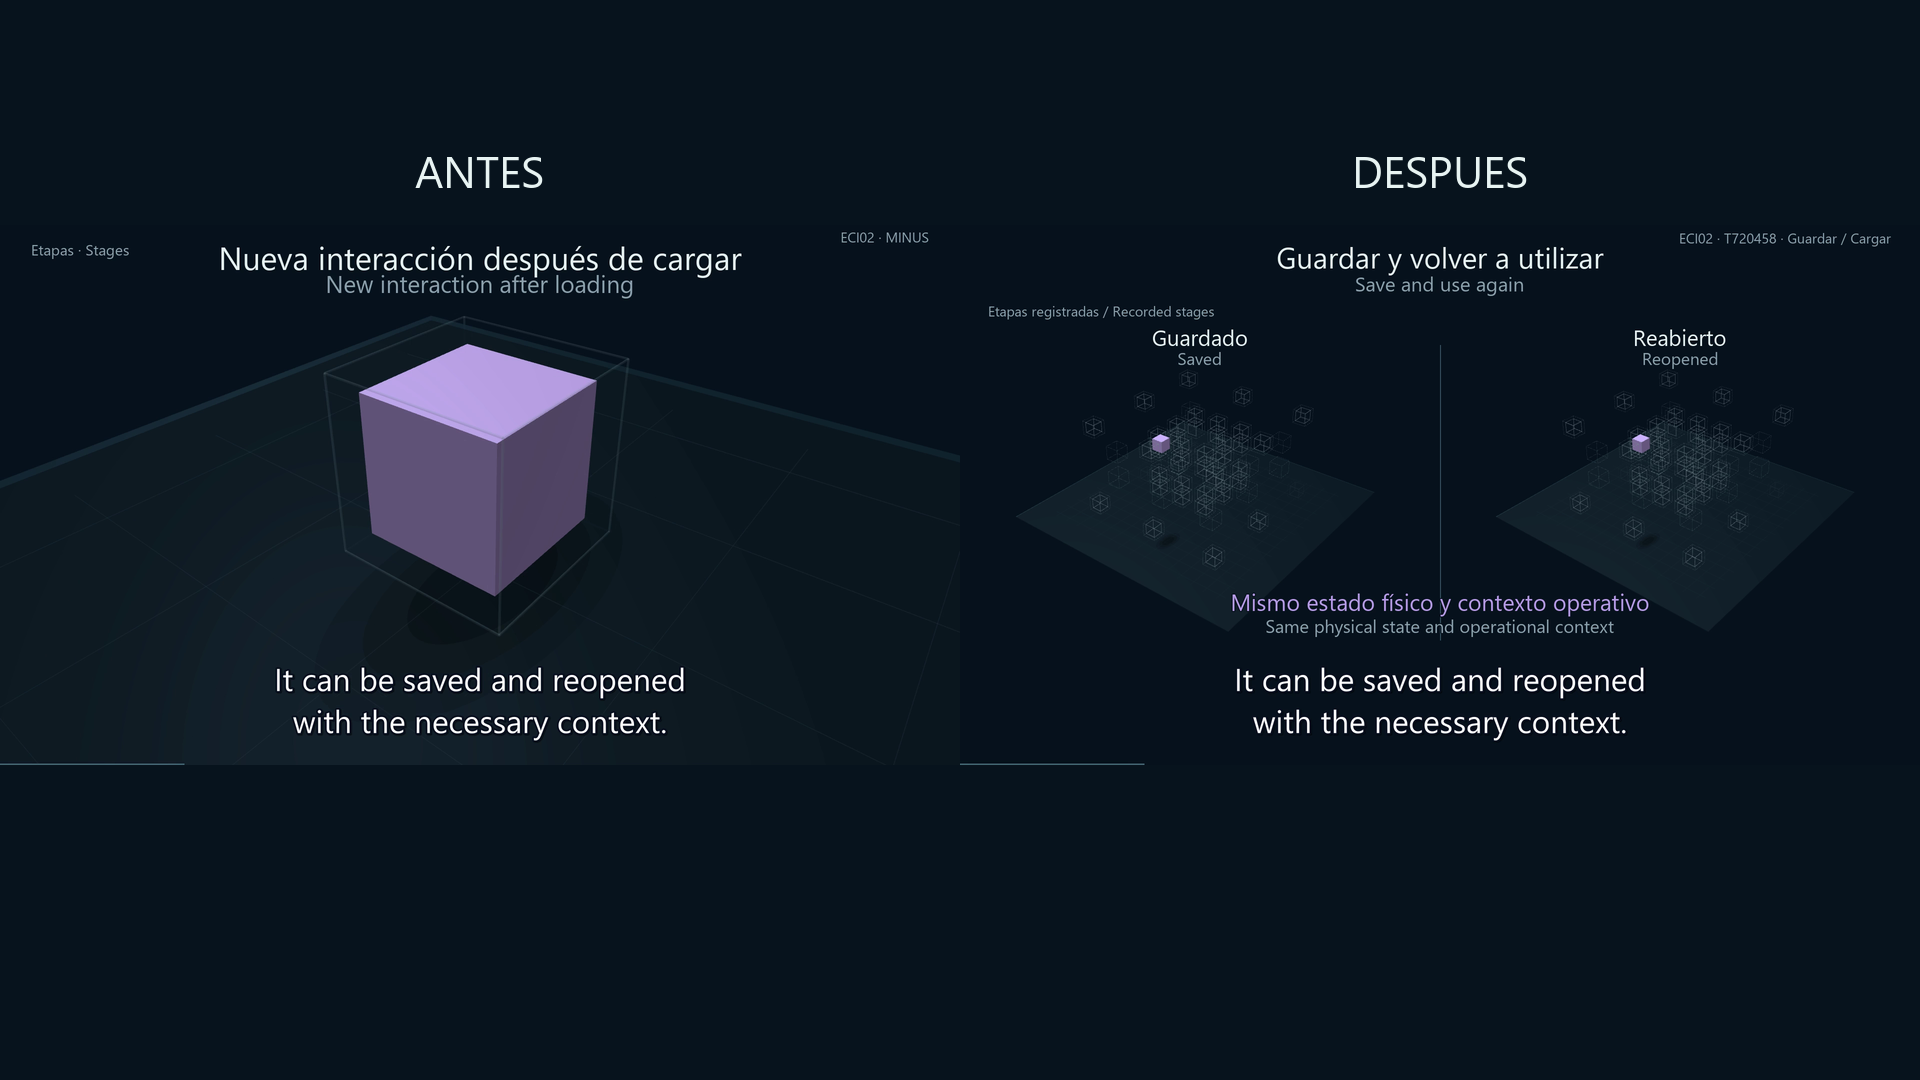 ANTES
Etapas · Stages
ECI02 · MINUS
Nueva interacción después de cargar
New interaction after loading
It can be saved and reopened
with the necessary context.
DESPUES
ECI02 · T720458 · Guardar / Cargar
Guardar y volver a utilizar
Save and use again
Etapas registradas / Recorded stages
Guardado
Saved
Reabierto
Reopened
Mismo estado físico y contexto operativo
Same physical state and operational context
It can be saved and reopened
with the necessary context.